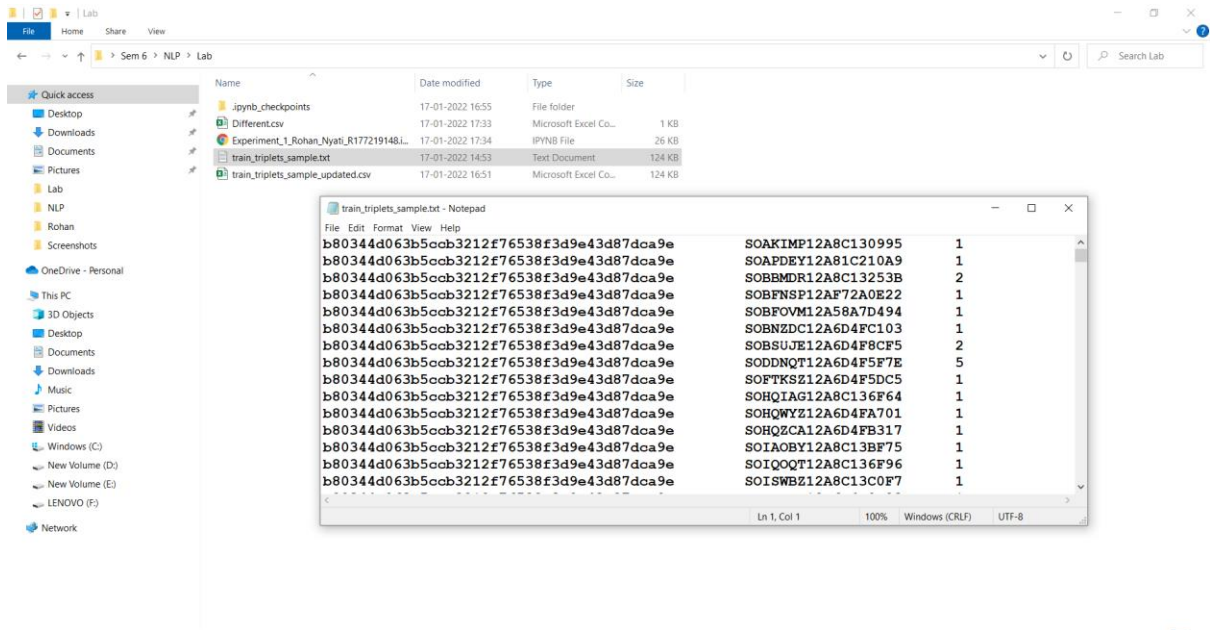 Lab
File Home Share View
Sem 6 > NLP > Lab
Search Lab
Name Date modified Type Size
Quick access
Desktop
Downloads
Documents
Pictures
Lab
NLP
Rohan
Screenshots
OneDrive - Personal
This PC
3D Objects
Desktop
Documents
Downloads
Music
Pictures
Videos
Windows (C:)
New Volume (D:)
New Volume (E:)
LENOVO (F:)
Network
.ipynb_checkpoints 17-01-2022 16:55 File folder
Different.csv 17-01-2022 17:33 Microsoft Excel Co... 1 KB
Experiment_1_Rohan_Nyati_R177219148.i... 17-01-2022 17:34 IPYNB File 26 KB
train_triplets_sample.txt 17-01-2022 14:53 Text Document 124 KB
train_triplets_sample_updated.csv 17-01-2022 16:51 Microsoft Excel Co... 124 KB
train_triplets_sample.txt - Notepad
File Edit Format View Help
b80344d063b5ccb3212f76538f3d9e43d87dca9e SOAKIMP12A8C130995 1
b80344d063b5ccb3212f76538f3d9e43d87dca9e SOAPDEY12A81C210A9 1
b80344d063b5ccb3212f76538f3d9e43d87dca9e SOBBMDR12A8C13253B 2
b80344d063b5ccb3212f76538f3d9e43d87dca9e SOBFNSP12AF72A0E22 1
b80344d063b5ccb3212f76538f3d9e43d87dca9e SOBFOVM12A58A7D494 1
b80344d063b5ccb3212f76538f3d9e43d87dca9e SOBNZDC12A6D4FC103 1
b80344d063b5ccb3212f76538f3d9e43d87dca9e SOBSUJE12A6D4F8CF5 2
b80344d063b5ccb3212f76538f3d9e43d87dca9e SODDNQT12A6D4F5F7E 5
b80344d063b5ccb3212f76538f3d9e43d87dca9e SOFTKSZ12A6D4F5DC5 1
b80344d063b5ccb3212f76538f3d9e43d87dca9e SOHQIAG12A8C136F64 1
b80344d063b5ccb3212f76538f3d9e43d87dca9e SOHQWYZ12A6D4FA701 1
b80344d063b5ccb3212f76538f3d9e43d87dca9e SOHQZCA12A6D4FB317 1
b80344d063b5ccb3212f76538f3d9e43d87dca9e SOIAOBY12A8C13BF75 1
b80344d063b5ccb3212f76538f3d9e43d87dca9e SOIQOQT12A8C136F96 1
b80344d063b5ccb3212f76538f3d9e43d87dca9e SOISWBZ12A8C13C0F7 1
Ln 1, Col 1 100% Windows (CRLF) UTF-8